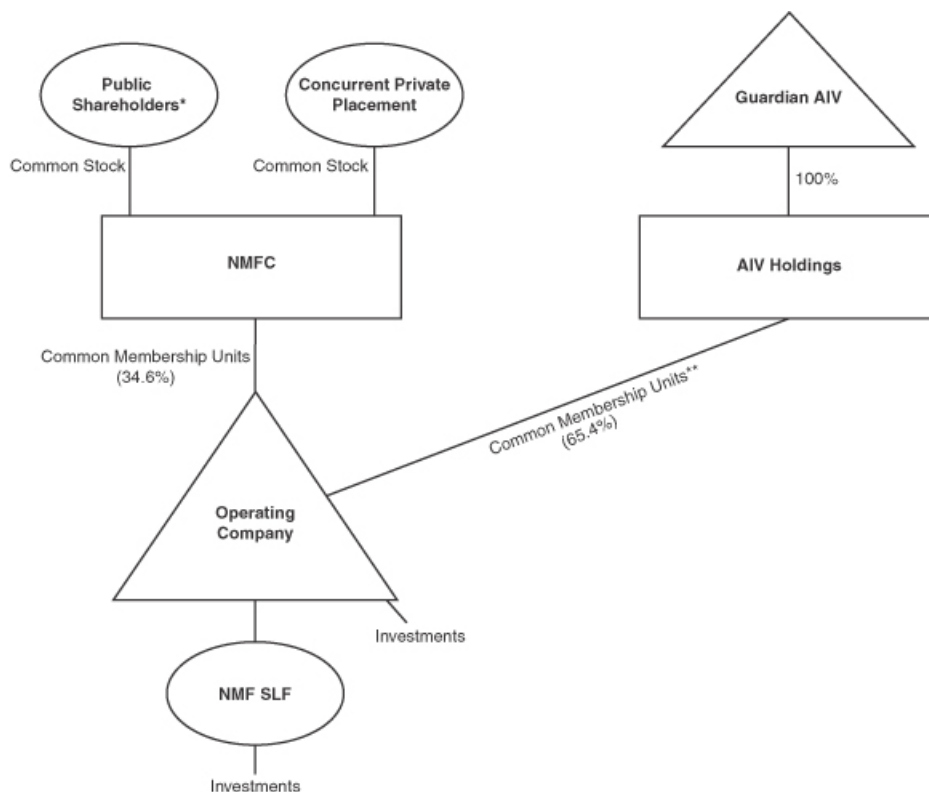 Public
Shareholders*
Concurrent Private
Placement
Guardian AIV
Common Stock
Common Stock
100%
NMFC
AIV Holdings
Common Membership Units
(34.6%)
Common Membership Units**
(65.4%)
Operating
Company
Investments
NMF SLF
Investments